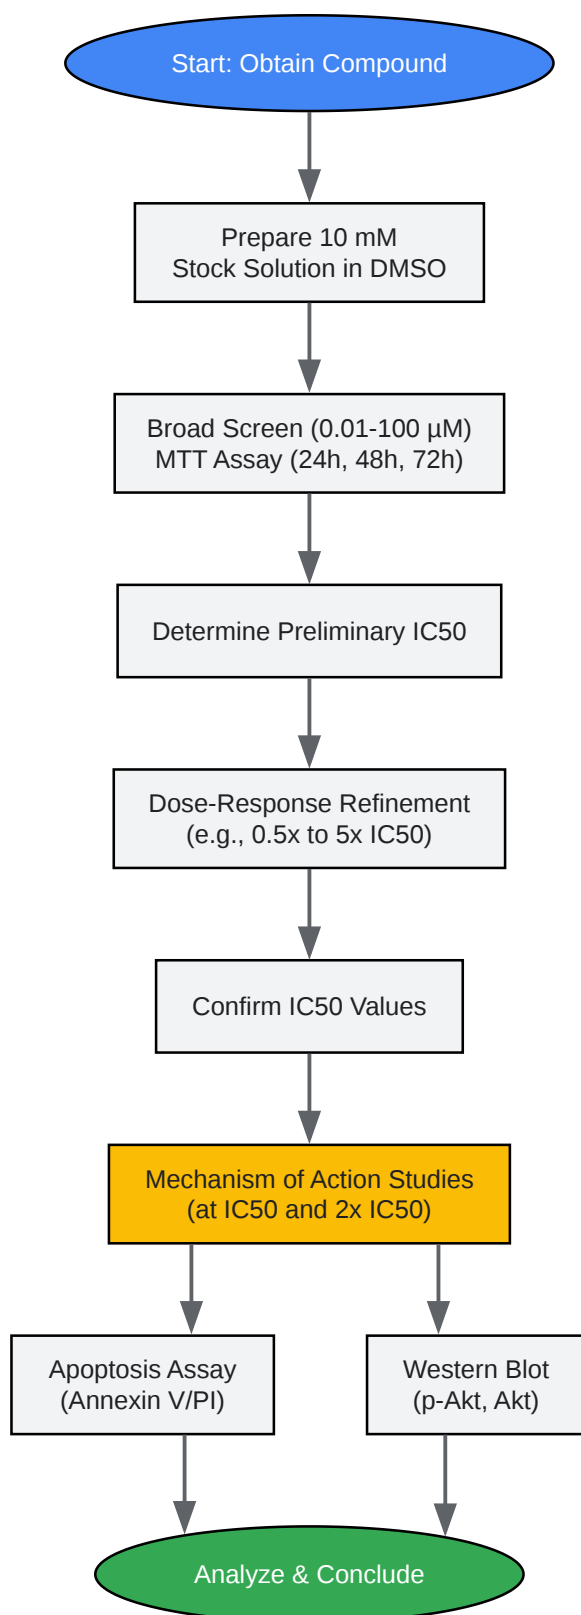 Start: Obtain Compound
Prepare 10 mM
Stock Solution in DMSO
Broad Screen (0.01-100 µM)
MTT Assay (24h, 48h, 72h)
Determine Preliminary IC50
Dose-Response Refinement
(e.g., 0.5x to 5x IC50)
Confirm IC50 Values
Mechanism of Action Studies
(at IC50 and 2x IC50)
Apoptosis Assay
(Annexin V/PI)
Western Blot
(p-Akt, Akt)
Analyze & Conclude